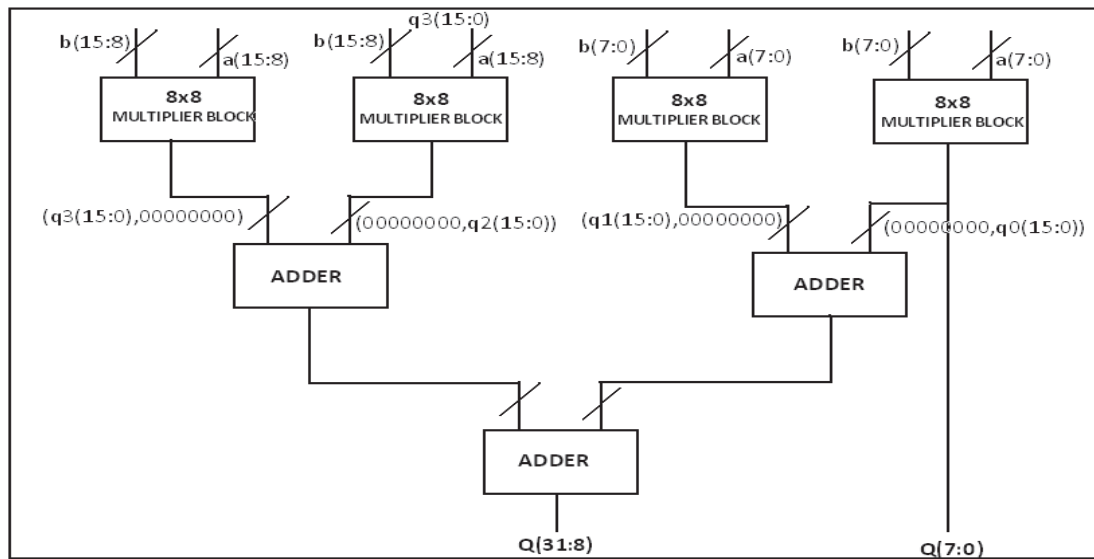 q3(15:0)
b(15:8) a(15:8) b(15:8) a(15:8) b(7:0) a(7:0) b(7:0) a(7:0)
8x8 8x8 8x8 8x8
MULTIPLIER BLOCK MULTIPLIER BLOCK MULTIPLIER BLOCK MULTIPLIER BLOCK
(q3(15:0),00000000) (00000000,q2(15:0)) (q1(15:0),00000000) (00000000,q0(15:0))
ADDER ADDER
ADDER
Q(31:8) Q(7:0)